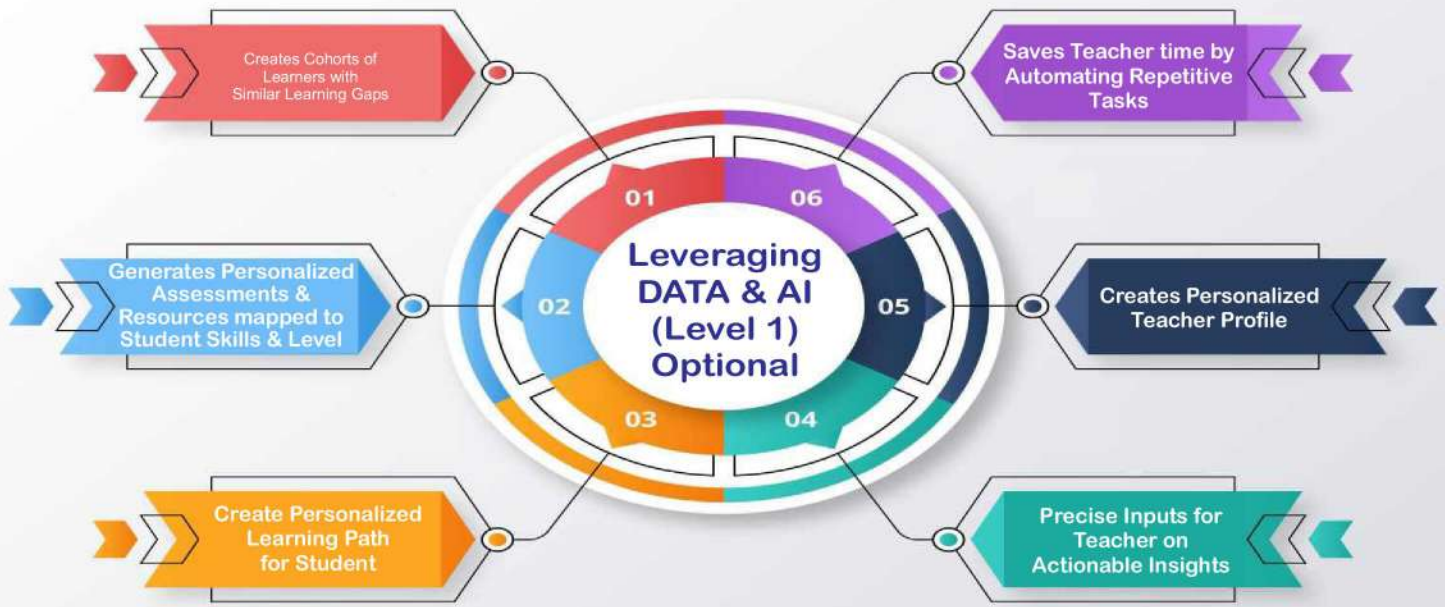 Creates Cohorts of
Learners with
Similar Learning Gaps
Generates Personalized
Assessments &
Resources mapped to
Student Skills & Level
Create Personalized
Learning Path
for Student
01
02
03
Leveraging
DATA & AI
(Level 1)
Optional
06
05
04
Saves Teacher time by
Automating Repetitive
Tasks
Creates Personalized
Teacher Profile
Precise Inputs for
Teacher on
Actionable Insights